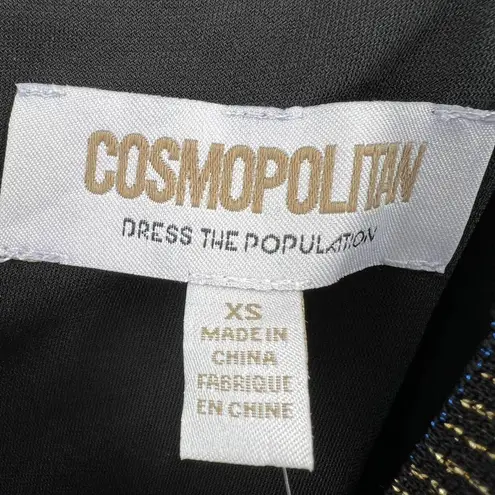 COSMOPOLITAN
DRESS THE POPULATION
XS
MADE IN
CHINA
FABRIQUE
EN CHINE